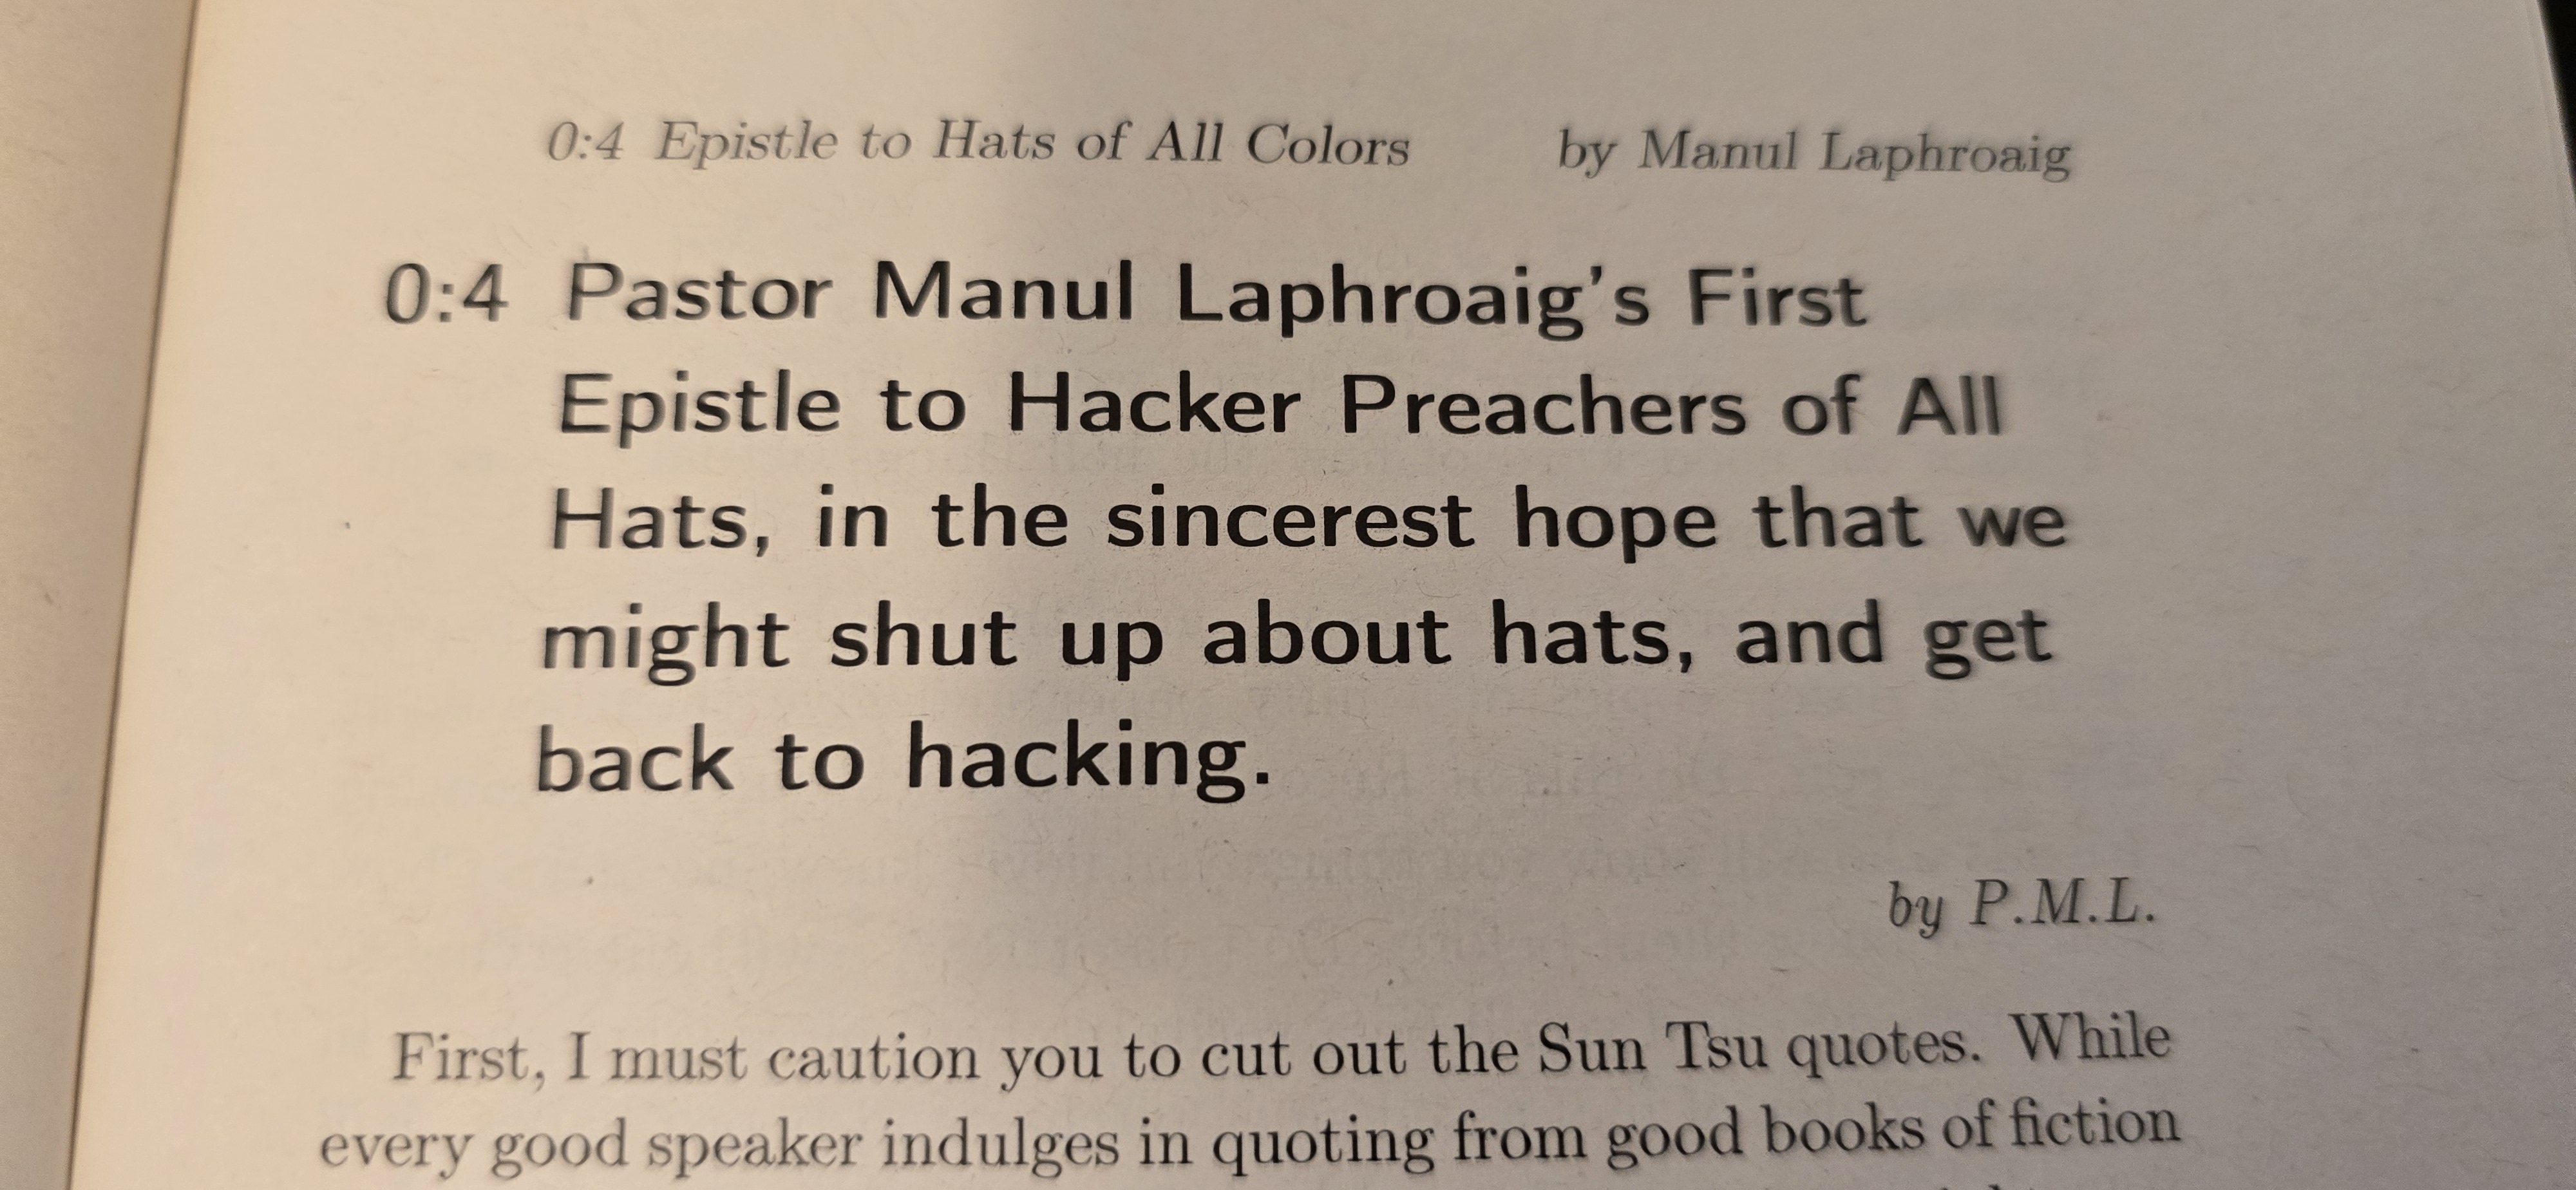 0:4 Epistle to Hats of All Colors by Manul Laphroaig
0:4 Pastor Manul Laphroaig's First
Epistle to Hacker Preachers of All
Hats, in the sincerest hope that we
might shut up about hats, and get
back to hacking.
by P.M.L.
First, I must caution you to cut out the Sun Tsu quotes. While
every good speaker indulges in quoting from good books of fiction